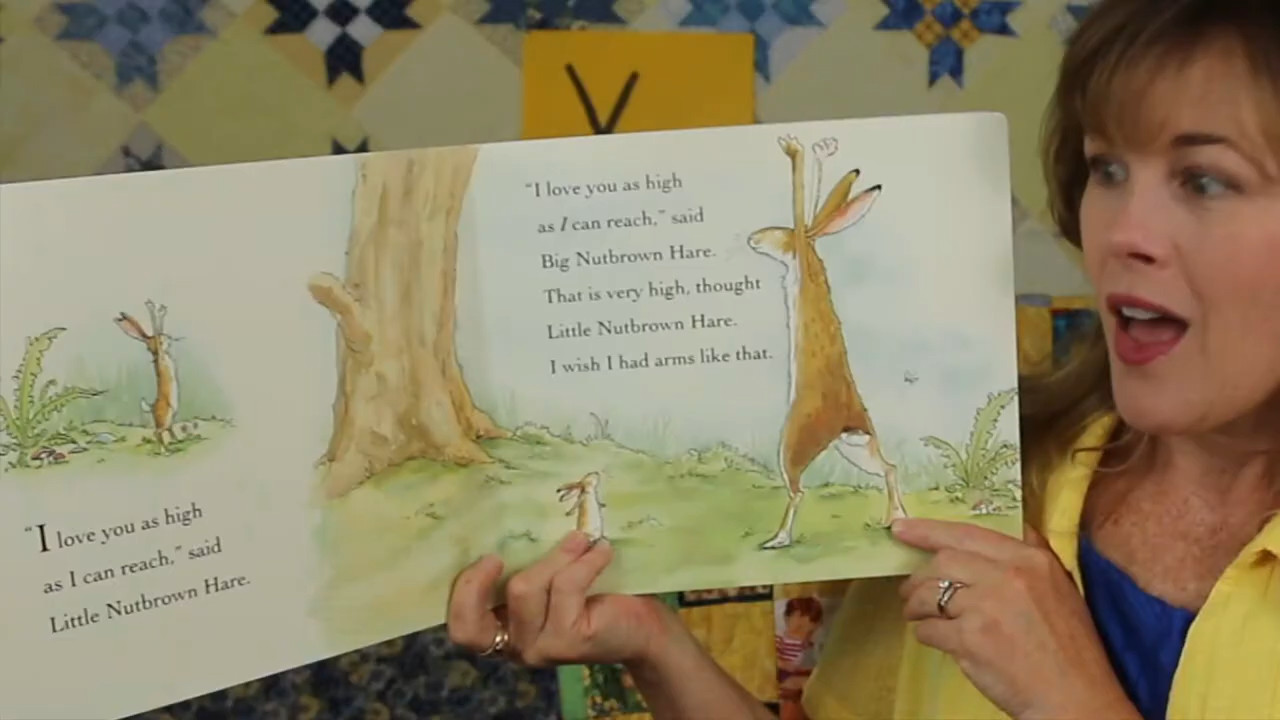 "I love you as high
as I can reach," said
Little Nutbrown Hare.
"I love you as high
as I can reach," said
Big Nutbrown Hare.
That is very high, thought
Little Nutbrown Hare.
I wish I had arms like that.